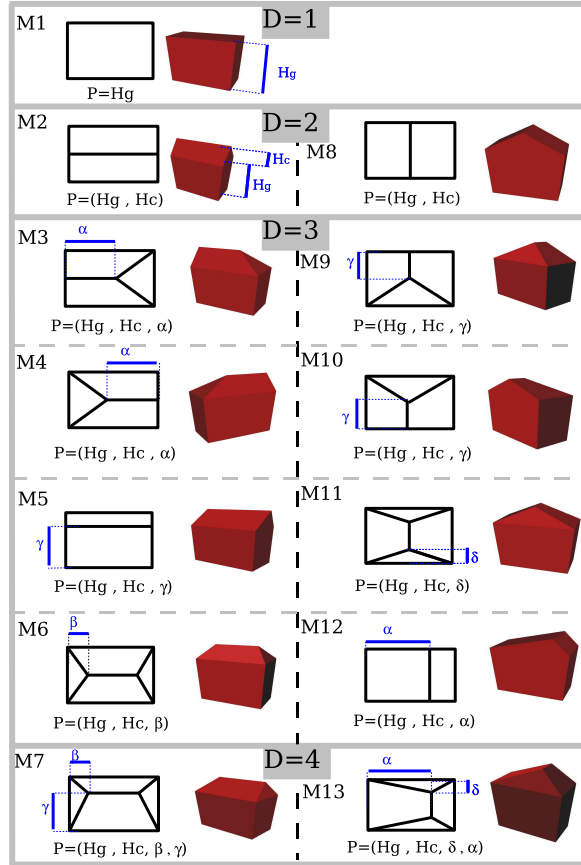 D=1
M1
Hg
P=Hg
D=2
M2
Hc
Hg
P=(Hg , Hc)
M8
P=(Hg , Hc)
D=3
M3
α
P=(Hg , Hc , α)
M9
γ
P=(Hg , Hc , γ)
M4
α
P=(Hg , Hc , α)
M10
γ
P=(Hg , Hc , γ)
M5
γ
P=(Hg , Hc , γ)
M11
δ
P=(Hg , Hc, δ)
M6
β
P=(Hg , Hc, β)
M12
α
P=(Hg , Hc , α)
D=4
M7
β
γ
P=(Hg , Hc, β , γ)
M13
α
δ
P=(Hg , Hc, δ , α)